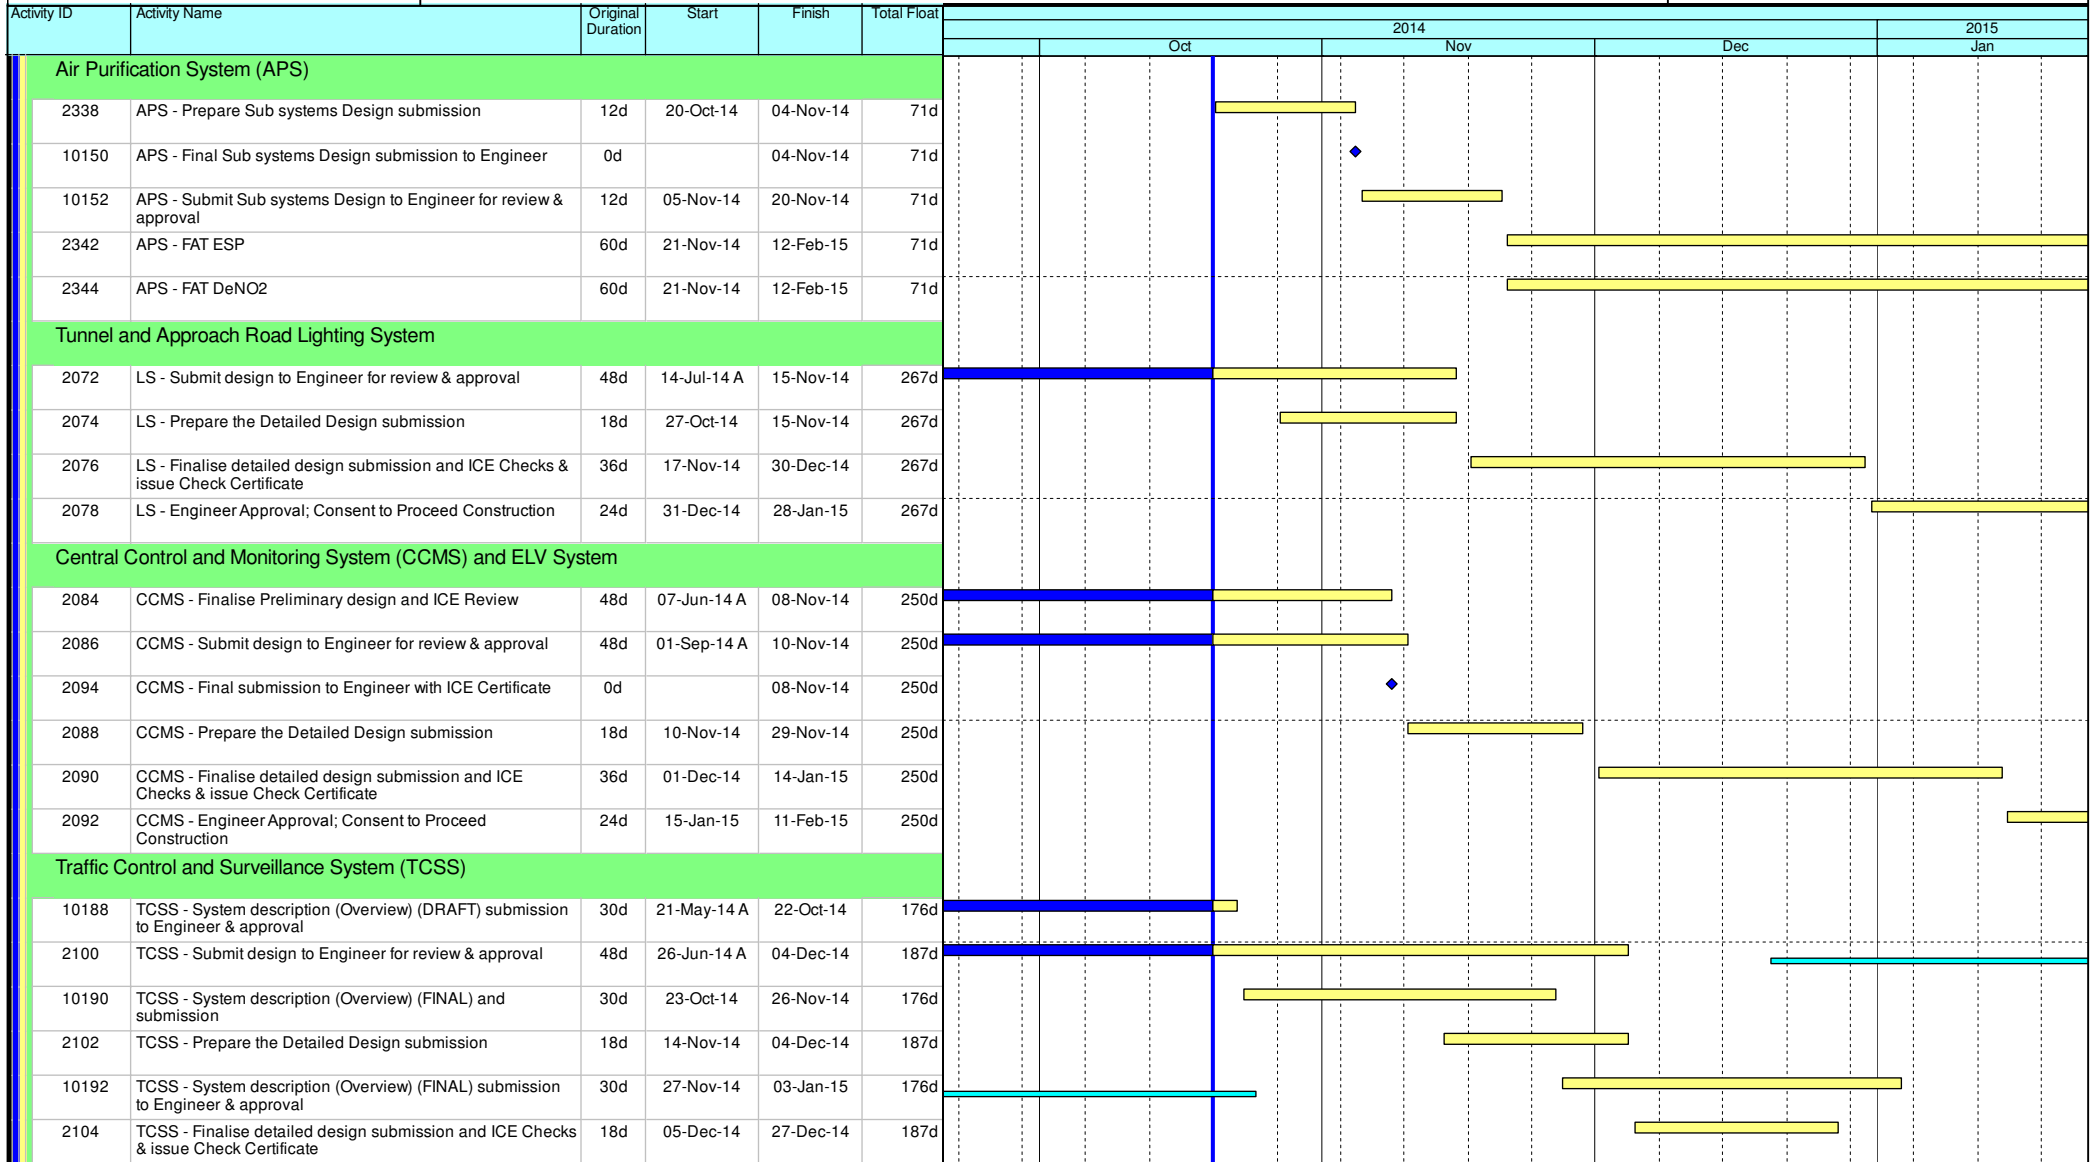 Activity ID Activity Name Original Start Finish Total Float
Duration
2014 2015
Oct Nov Dec Jan
Air Purification System (APS)
2338 APS - Prepare Sub systems Design submission 12d 20-Oct-14 04-Nov-14 71d
10150 APS - Final Sub systems Design submission to Engineer 0d 04-Nov-14 71d
10152 APS - Submit Sub systems Design to Engineer for review & 12d 05-Nov-14 20-Nov-14 71d
approval
2342 APS - FAT ESP 60d 21-Nov-14 12-Feb-15 71d
2344 APS - FAT DeNO2 60d 21-Nov-14 12-Feb-15 71d
Tunnel and Approach Road Lighting System
2072 LS - Submit design to Engineer for review & approval 48d 14-Jul-14 A 15-Nov-14 267d
2074 LS - Prepare the Detailed Design submission 18d 27-Oct-14 15-Nov-14 267d
2076 LS - Finalise detailed design submission and ICE Checks & 36d 17-Nov-14 30-Dec-14 267d
issue Check Certificate
2078 LS - Engineer Approval; Consent to Proceed Construction 24d 31-Dec-14 28-Jan-15 267d
Central Control and Monitoring System (CCMS) and ELV System
2084 CCMS - Finalise Preliminary design and ICE Review 48d 07-Jun-14 A 08-Nov-14 250d
2086 CCMS - Submit design to Engineer for review & approval 48d 01-Sep-14 A 10-Nov-14 250d
2094 CCMS - Final submission to Engineer with ICE Certificate 0d 08-Nov-14 250d
2088 CCMS - Prepare the Detailed Design submission 18d 10-Nov-14 29-Nov-14 250d
2090 CCMS - Finalise detailed design submission and ICE 36d 01-Dec-14 14-Jan-15 250d
Checks & issue Check Certificate
2092 CCMS - Engineer Approval; Consent to Proceed 24d 15-Jan-15 11-Feb-15 250d
Construction
Traffic Control and Surveillance System (TCSS)
10188 TCSS - System description (Overview) (DRAFT) submission 30d 21-May-14 A 22-Oct-14 176d
to Engineer & approval
2100 TCSS - Submit design to Engineer for review & approval 48d 26-Jun-14 A 04-Dec-14 187d
10190 TCSS - System description (Overview) (FINAL) and 30d 23-Oct-14 26-Nov-14 176d
submission
2102 TCSS - Prepare the Detailed Design submission 18d 14-Nov-14 04-Dec-14 187d
10192 TCSS - System description (Overview) (FINAL) submission 30d 27-Nov-14 03-Jan-15 176d
to Engineer & approval
2104 TCSS - Finalise detailed design submission and ICE Checks 18d 05-Dec-14 27-Dec-14 187d
& issue Check Certificate